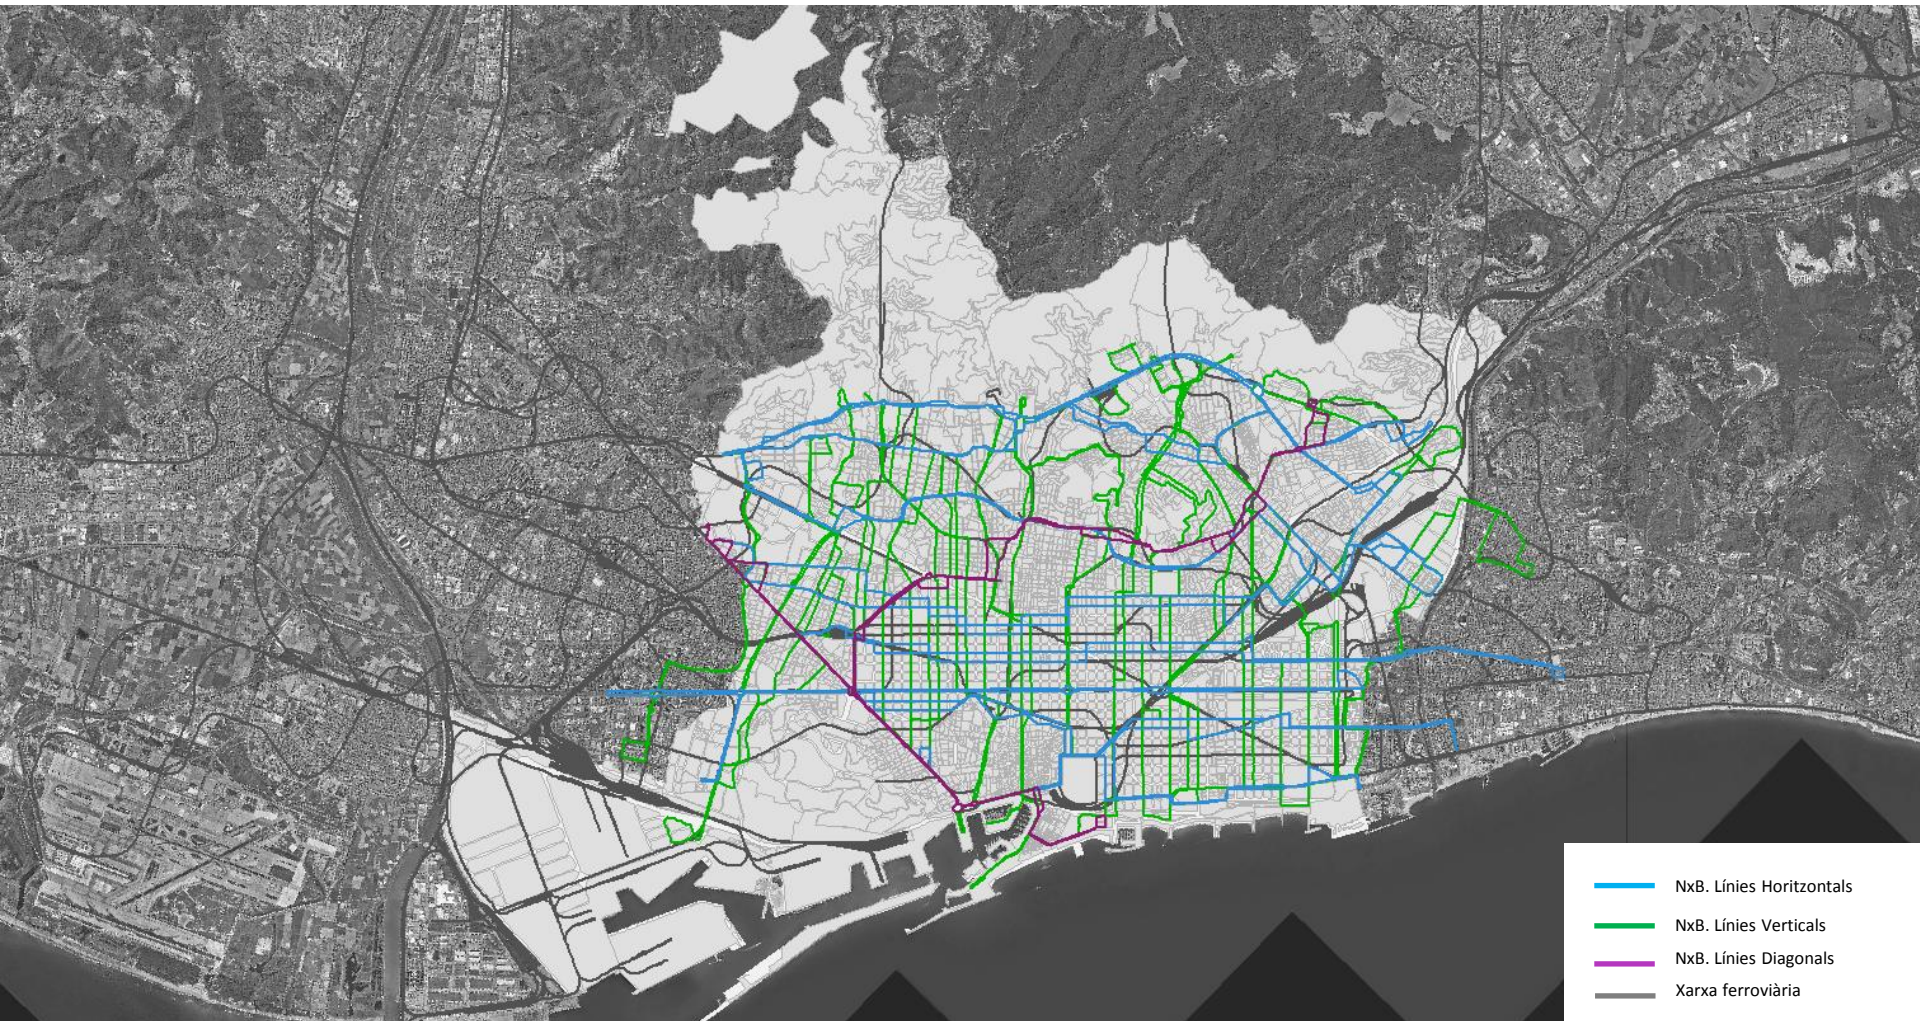 NxB. Línies Horitzontals
NxB. Línies Verticals
NxB. Línies Diagonals
Xarxa ferroviària